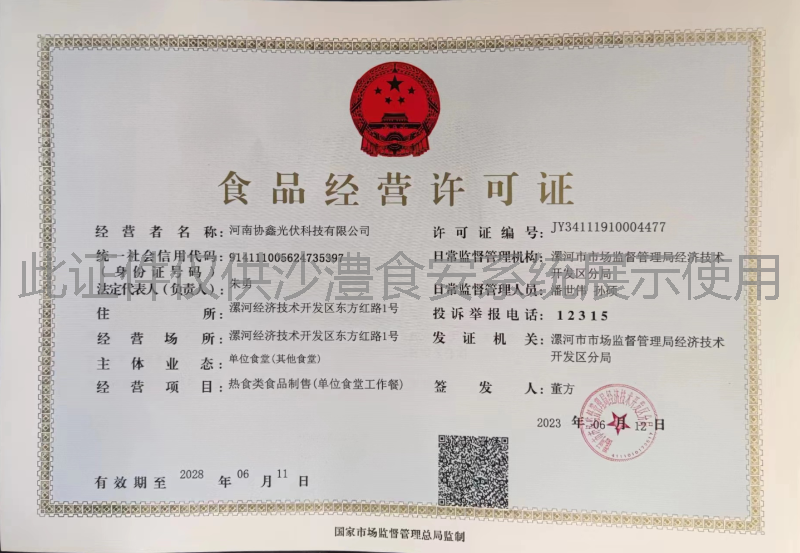 食品经营许可证
经营者名称：河南协鑫光伏科技有限公司
统一社会信用代码：914111005624735397
（身份证号码）
法定代表人（负责人）：朱勇
住所：漯河经济技术开发区东方红路1号
经营场所：漯河经济技术开发区东方红路1号
主体业态：单位食堂(其他食堂)
经营项目：热食类食品制售(单位食堂工作餐)
许可证编号：JY34111910004477
日常监督管理机构：漯河市市场监督管理局经济技术
开发区分局
日常监督管理人员：潘世伟 孙硕
投诉举报电话：12315
发证机关：漯河市市场监督管理局经济技术
开发区分局
签发人：董方
2023 年 06 月 12 日
有效期至 2028 年 06 月 11 日
国家市场监督管理总局监制
此证件仅供沙澧食安系统展示使用